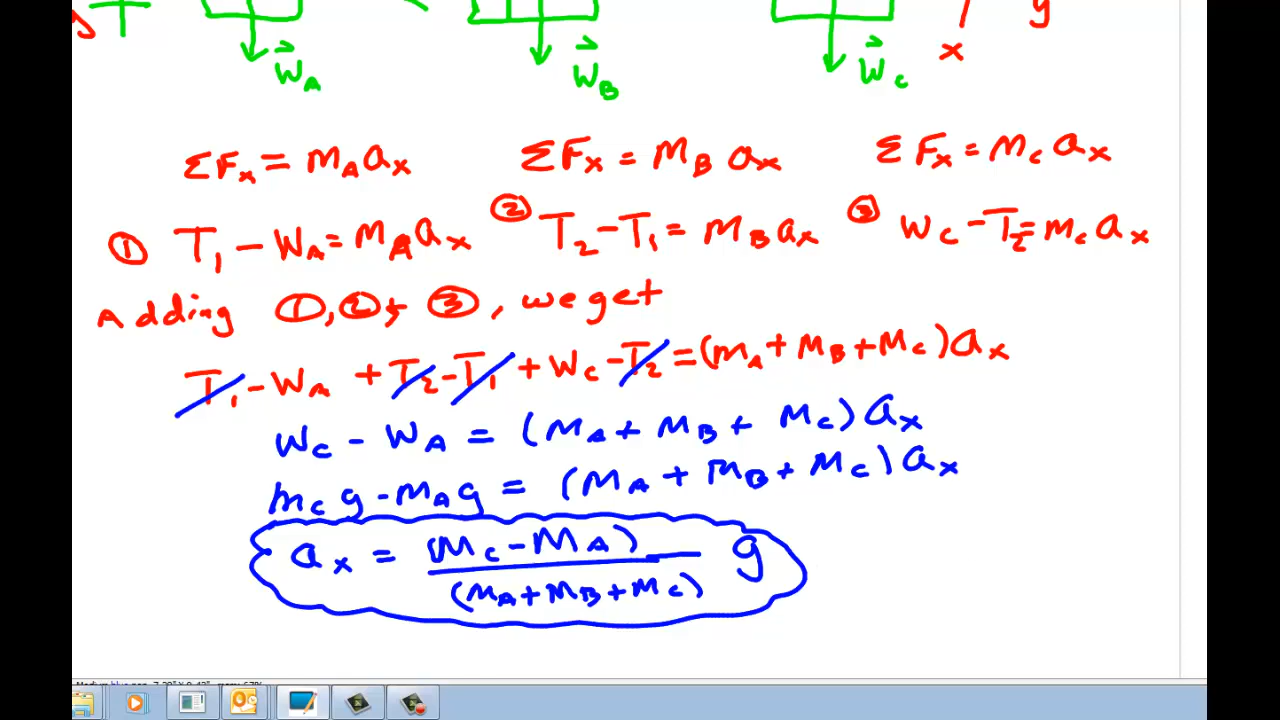 y W⃗_A W⃗_B W⃗_C x y
ΣF_x = m_A a_x ΣF_x = m_B a_x ΣF_x = m_C a_x
① T_1 - W_A = m_A a_x ② T_2 - T_1 = m_B a_x ③ W_C - T_2 = m_C a_x
Adding ①, ② & ③, we get
T_1 - W_A + T_2 - T_1 + W_C - T_2 = (m_A + m_B + m_C) a_x
W_C - W_A = (m_A + m_B + m_C) a_x
m_C g - m_A g = (m_A + m_B + m_C) a_x
a_x = (m_C - m_A) / (m_A + m_B + m_C) g